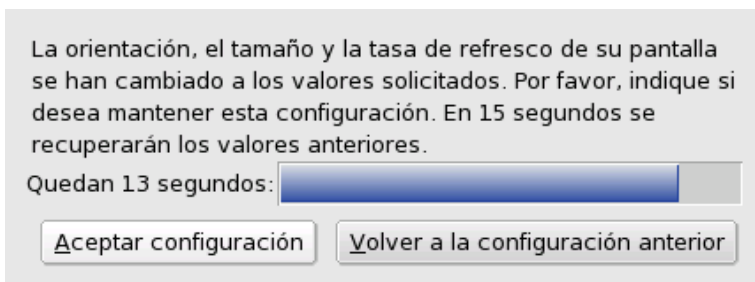 La orientación, el tamaño y la tasa de refresco de su pantalla
se han cambiado a los valores solicitados. Por favor, indique si
desea mantener esta configuración. En 15 segundos se
recuperarán los valores anteriores.
Quedan 13 segundos:
Aceptar configuración
Volver a la configuración anterior